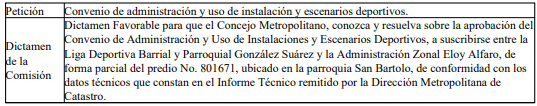 Petición Convenio de administración y uso de instalación y escenarios deportivos.
Dictamen de la Comisión
Dictamen Favorable para que el Concejo Metropolitano, conozca y resuelva sobre la aprobación del
Convenio de Administración y Uso de Instalaciones y Escenarios Deportivos, a suscribirse entre la
Liga Deportiva Barrial y Parroquial González Suárez y la Administración Zonal Eloy Alfaro, de
forma parcial del predio No. 801671, ubicado en la parroquia San Bartolo, de conformidad con los
datos técnicos que constan en el Informe Técnico remitido por la Dirección Metropolitana de
Catastro.